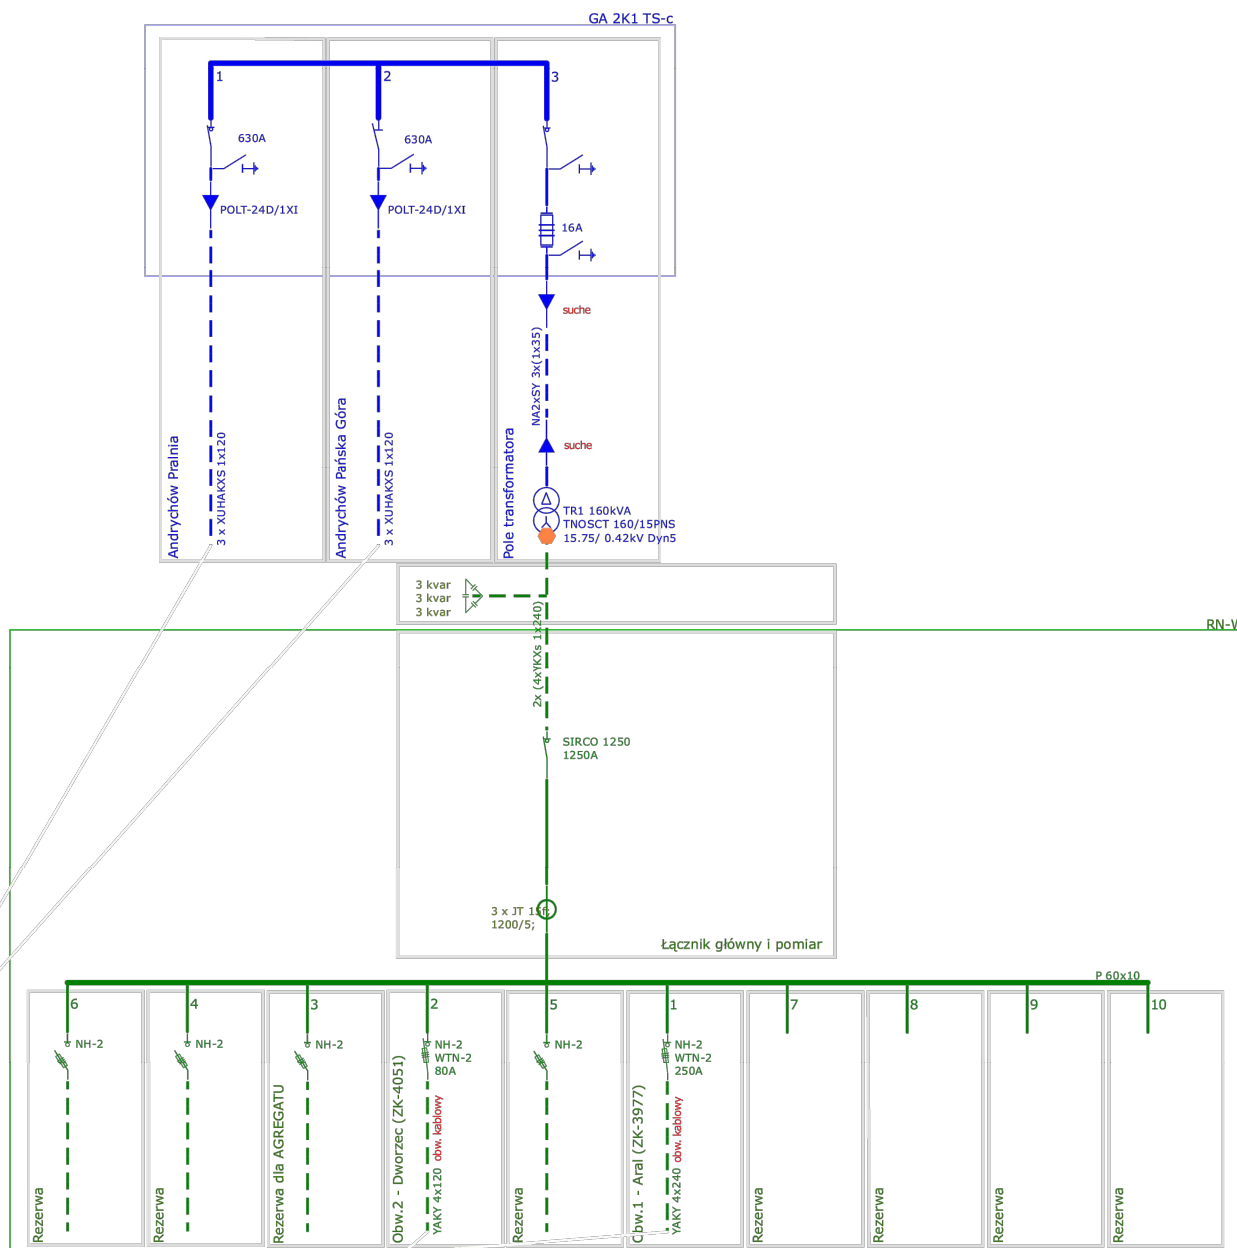 GA 2K1 TS-c
1
2
3
630A
630A
POLT-24D/1XI
POLT-24D/1XI
16A
suche
NA2xSY 3x(1x35)
suche
Andrychów Pralnia
3 x XUHAKXS 1x120
Andrychów Pańska Góra
3 x XUHAKXS 1x120
Pole transformatora
TR1 160kVA
TNOSCT 160/15PNS
15.75/ 0.42kV Dyn5
3 kvar
3 kvar
3 kvar
2x (4xYKXs 1x240)
RN-W
SIRCO 1250
1250A
3 x JT 15f;
1200/5;
Łącznik główny i pomiar
P 60x10
6
4
3
2
5
1
7
8
9
10
NH-2
NH-2
NH-2
NH-2
WTN-2
80A
NH-2
NH-2
WTN-2
250A
Rezerwa
Rezerwa
Rezerwa dla AGREGATU
Obw.2 - Dworzec (ZK-4051)
YAKY 4x120 obw. kablowy
Rezerwa
Obw.1 - Aral (ZK-3977)
YAKY 4x240 obw. kablowy
Rezerwa
Rezerwa
Rezerwa
Rezerwa